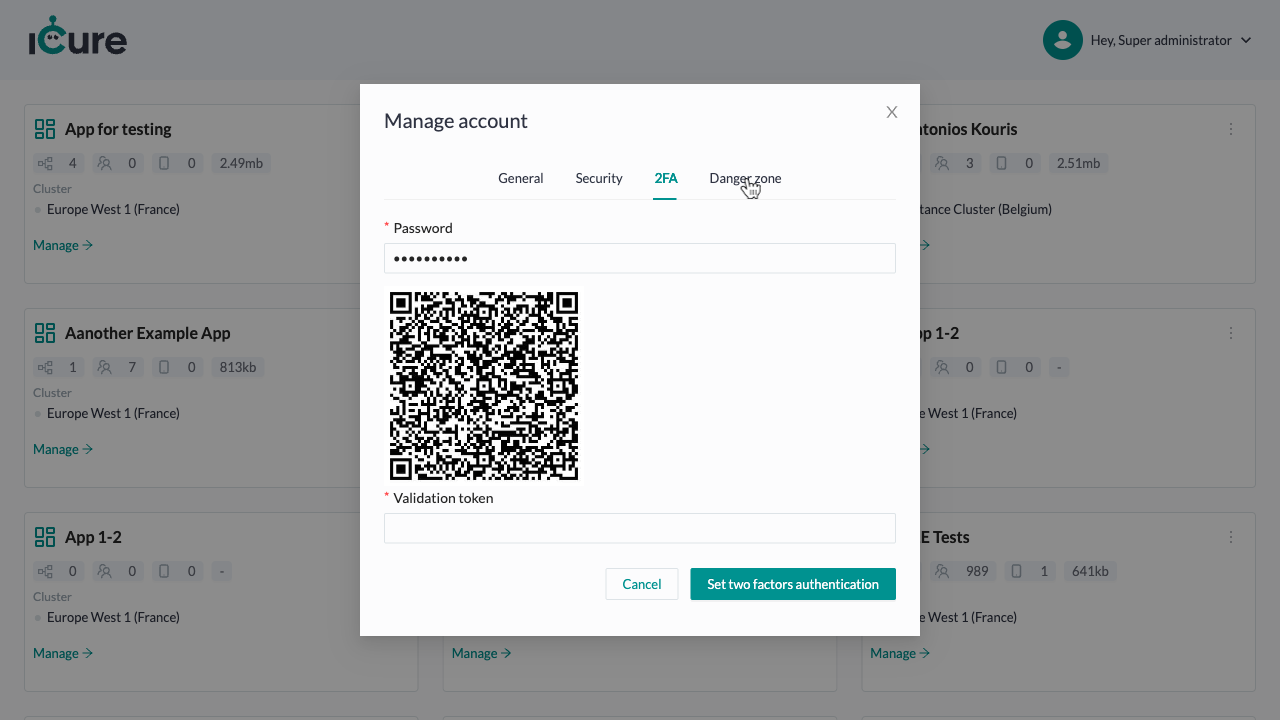 iCure
Hey, Super administrator
Manage account
X
General Security 2FA Danger zone
* Password
••••••••••
* Validation token
Cancel Set two factors authentication
App for testing
4 0 0 2.49mb
Cluster
Europe West 1 (France)
Manage →
tonios Kouris
3 0 2.51mb
tance Cluster (Belgium)
→
Aanother Example App
1 7 0 813kb
Cluster
Europe West 1 (France)
Manage →
p 1-2
0 0 -
e West 1 (France)
→
App 1-2
0 0 0 -
Cluster
Europe West 1 (France)
Manage →
Manage →
E Tests
989 1 641kb
e West 1 (France)
Manage →